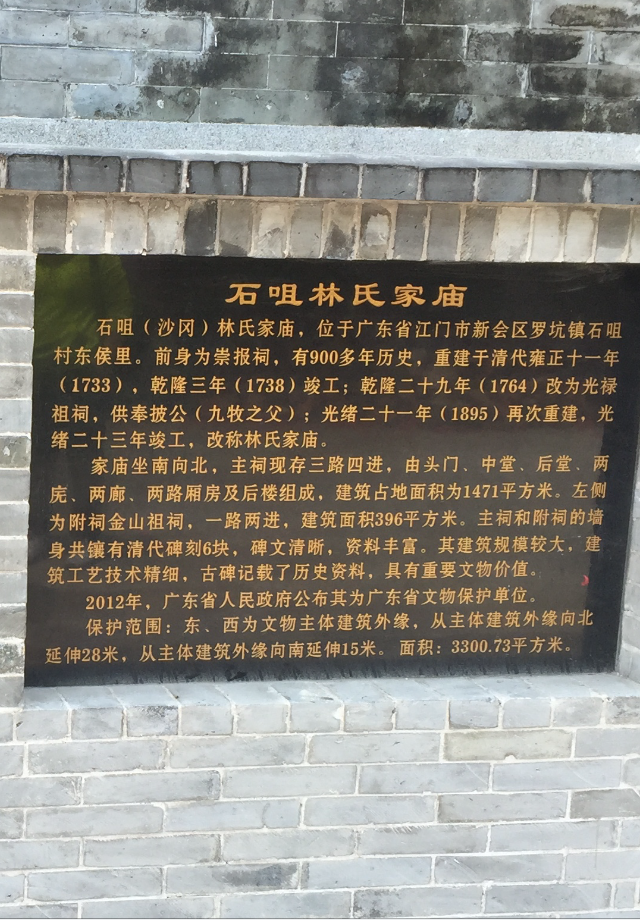 石咀林氏家庙
石咀（沙冈）林氏家庙，位于广东省江门市新会区罗坑镇石咀
村东侯里。前身为崇报祠，有900多年历史，重建于清代雍正十一年
（1733），乾隆三年（1738）竣工；乾隆二十九年（1764）改为光禄
祖祠，供奉披公（九牧之父）；光绪二十一年（1895）再次重建，光
绪二十三年竣工，改称林氏家庙。
家庙坐南向北，主祠现存三路四进，由头门、中堂、后堂、两
庑、两廊、两路厢房及后楼组成，建筑占地面积为1471平方米。左侧
为附祠金山祖祠，一路两进，建筑面积396平方米。主祠和附祠的墙
身共镶有清代碑刻6块，碑文清晰，资料丰富。其建筑规模较大，建
筑工艺技术精细，古碑记载了历史资料，具有重要文物价值。
2012年，广东省人民政府公布其为广东省文物保护单位。
保护范围：东、西为文物主体建筑外缘，从主体建筑外缘向北
延伸28米，从主体建筑外缘向南延伸15米。面积：3300.73平方米。